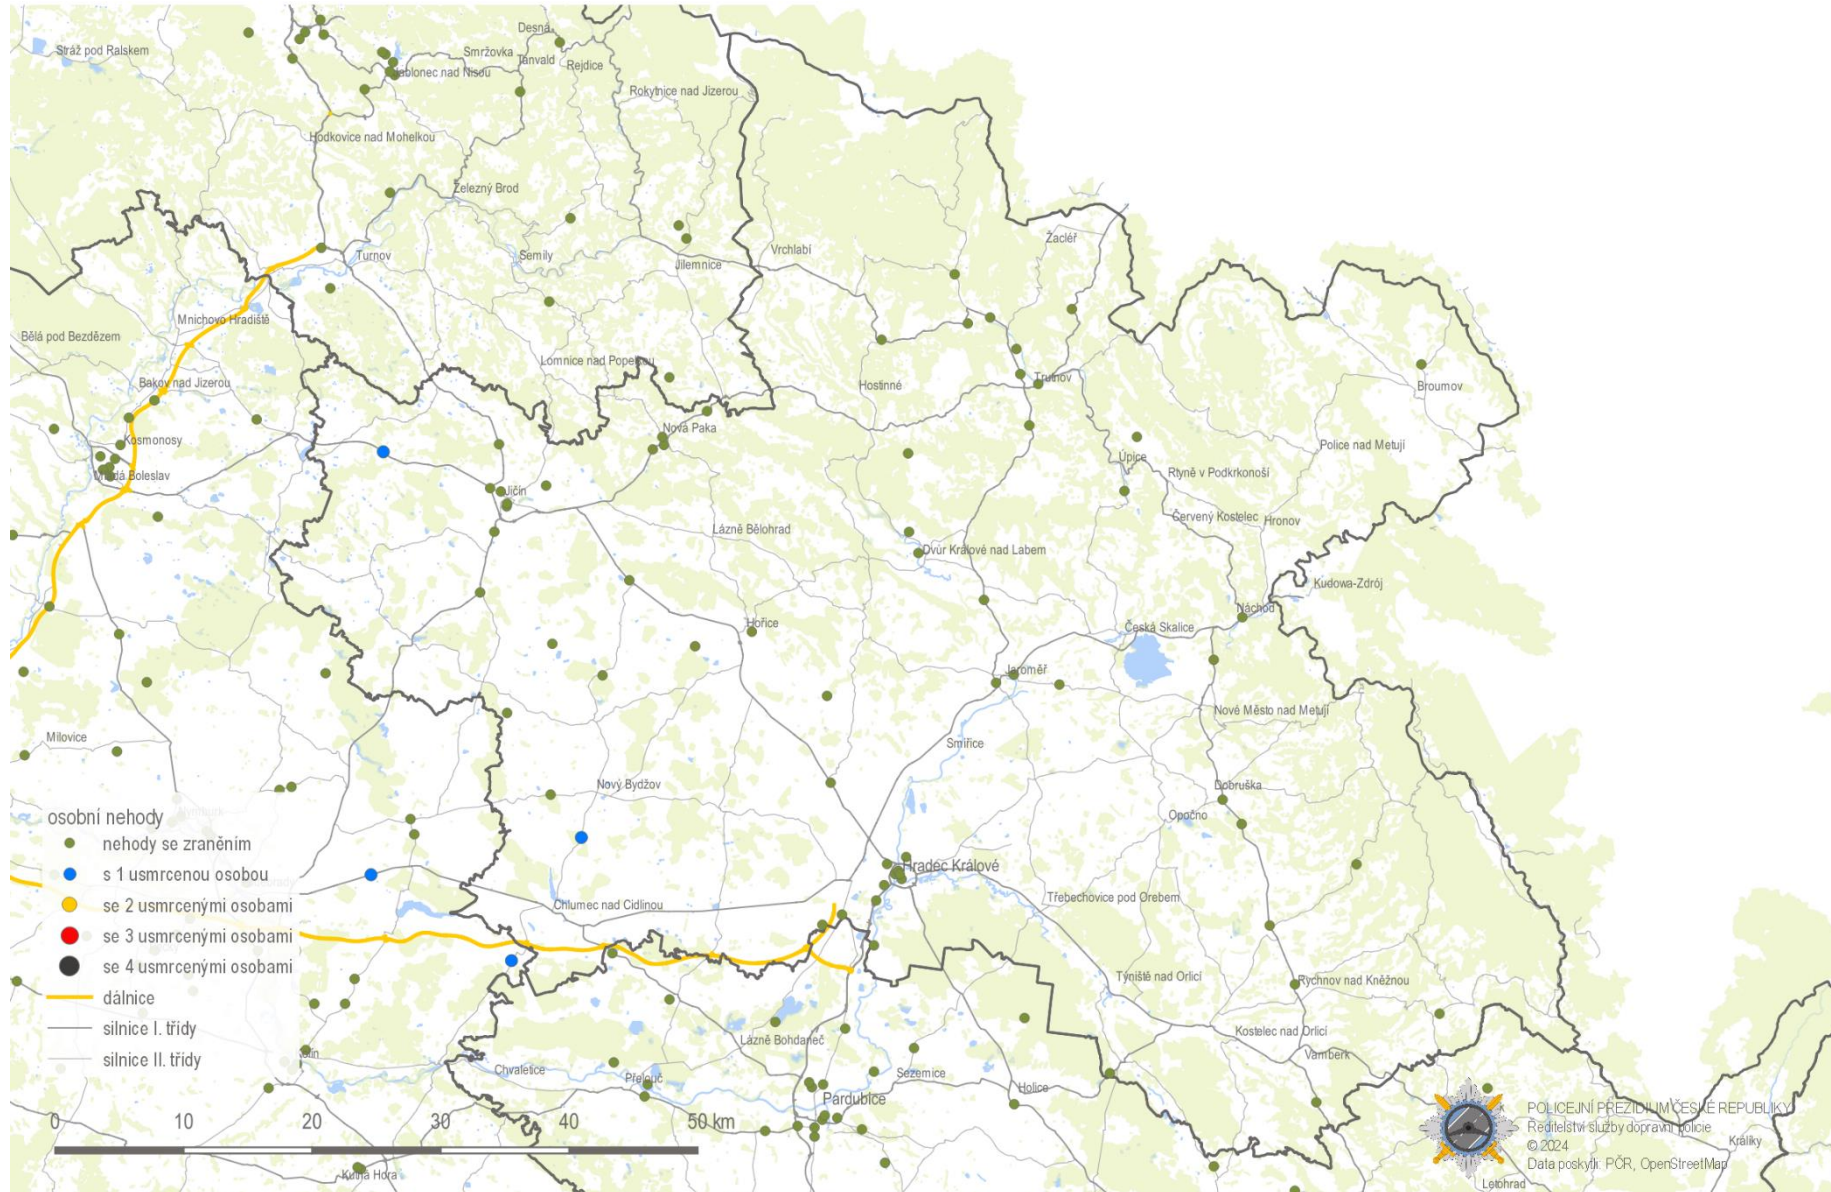 Desná
Stráž pod Ralskem
Smržovka
Tanvald
Rejdice
Jablonec nad Nisou
Rokytnice nad Jizerou
Hodkovice nad Mohelkou
Železný Brod
Žacléř
Vrchlabí
Turnov
Semily
Jilemnice
Mnichovo Hradiště
Bělá pod Bezdězem
Lomnice nad Popelkou
Bakov nad Jizerou
Hostinné
Trutnov
Broumov
Nová Paka
Kosmonosy
Police nad Metují
Úpice
Rtyně v Podkrkonoší
Mladá Boleslav
Jičín
Červený Kostelec
Hronov
Lázně Bělohrad
Dvůr Králové nad Labem
Kudowa-Zdrój
Náchod
Hořice
Česká Skalice
Jaroměř
Nové Město nad Metují
Milovice
Smiřice
Nový Bydžov
Dobruška
Opočno
osobní nehody
nehody se zraněním
s 1 usmrcenou osobou
se 2 usmrcenými osobami
se 3 usmrcenými osobami
se 4 usmrcenými osobami
dálnice
silnice I. třídy
silnice II. třídy
Hradec Králové
Třebechovice pod Orebem
Chlumec nad Cidlinou
Týniště nad Orlicí
Rychnov nad Kněžnou
Kostelec nad Orlicí
Lázně Bohdaneč
Vamberk
Chvaletice
Přelouč
Sezemice
Holice
Pardubice
0 10 20 30 40 50 km
Kutná Hora
POLICEJNÍ PREZIDIUM ČESKÉ REPUBLIKY
Ředitelství služby dopravní policie
© 2024
Data poskytli: PČR, OpenStreetMap
Králíky
Letohrad